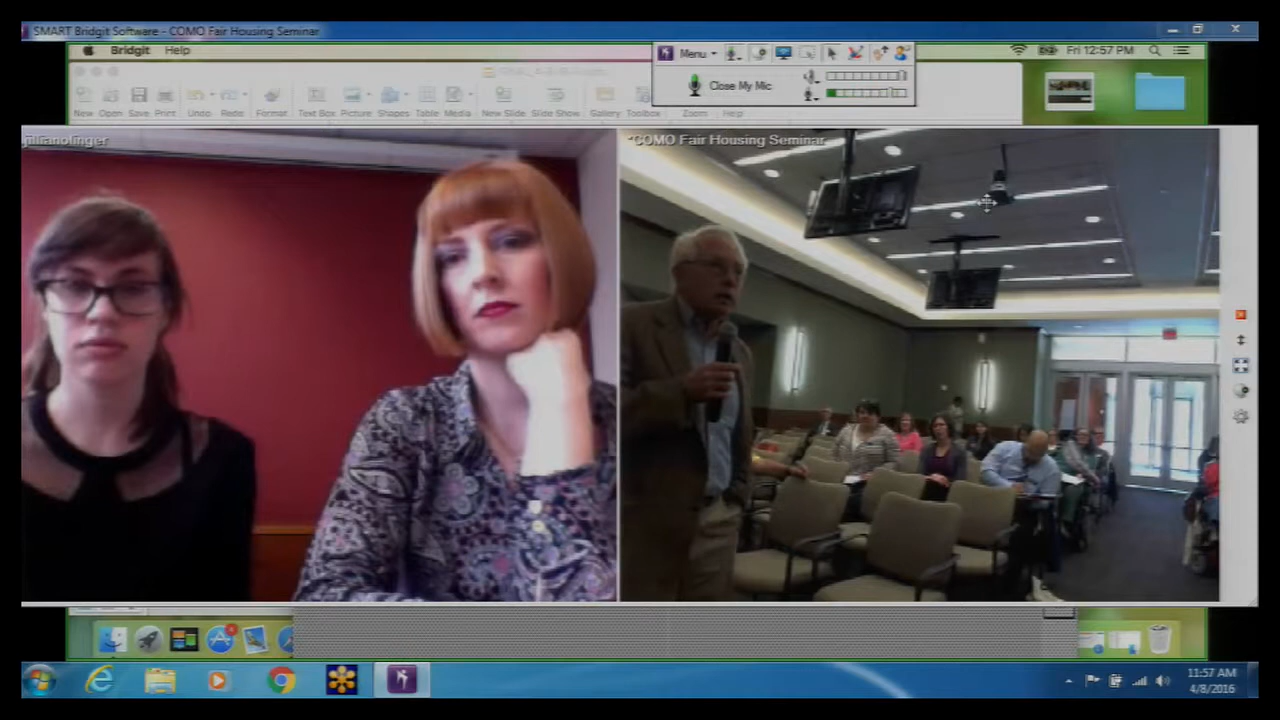 SMART Bridgit Software - COMO Fair Housing Seminar
Bridgit Help
Fri 12:57 PM
Menu
Close My Mic
New Open Save Print Undo Redo Format Text Box Picture Shapes Table Media New Slide Slide Show Gallery Toolbox Zoom Help
jillianolinger
*COMO Fair Housing Seminar
11:57 AM
4/8/2016